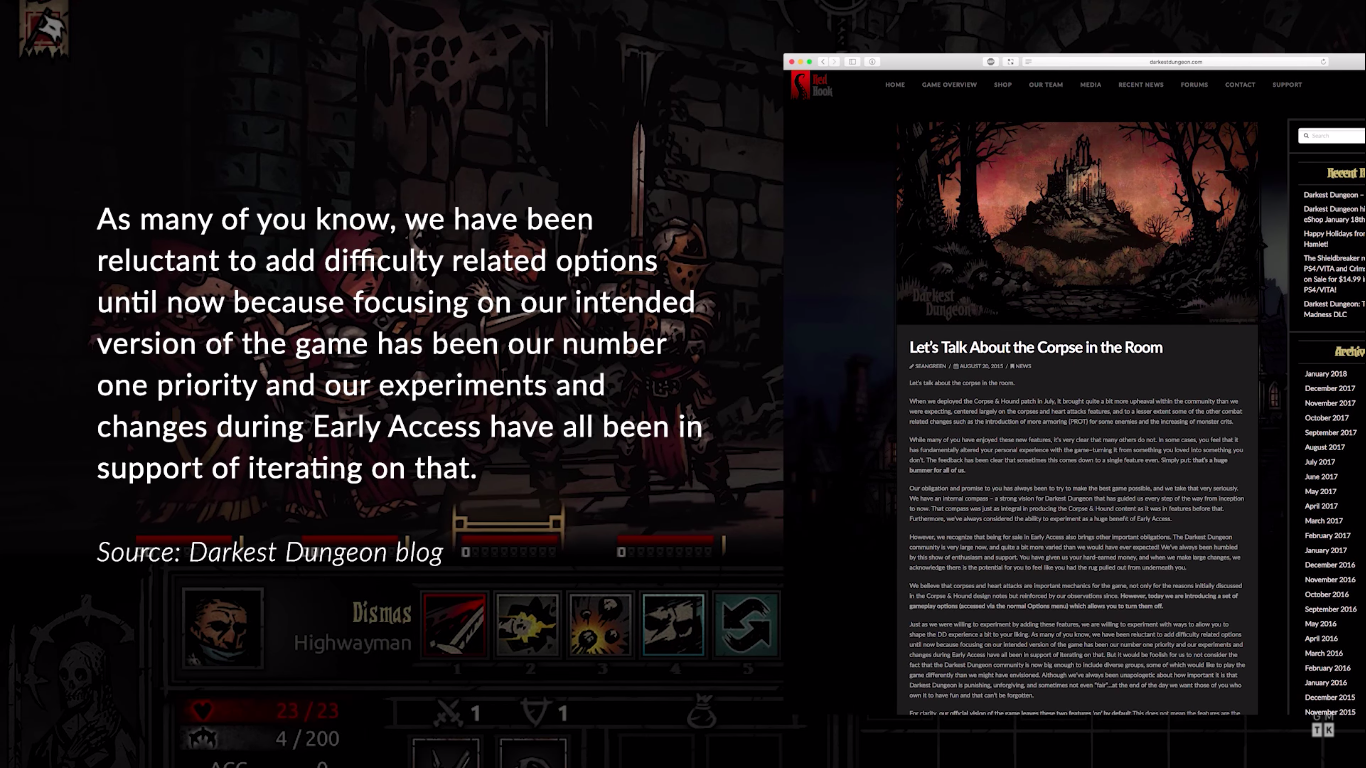 As many of you know, we have been
reluctant to add difficulty related options
until now because focusing on our intended
version of the game has been our number
one priority and our experiments and
changes during Early Access have all been in
support of iterating on that.
Source: Darkest Dungeon blog
Dismas
Highwayman
1 2 3 4 5
23 / 23
4 / 200
1 1
ACC 0
darkestdungeon.com
Red
Hook
HOME GAME OVERVIEW SHOP OUR TEAM MEDIA RECENT NEWS FORUMS CONTACT SUPPORT
Search
Darkest
Dungeon
Let's Talk About the Corpse in the Room
SEANGREEN / AUGUST 20, 2015 / NEWS
Let's talk about the corpse in the room.
When we deployed the Corpse & Hound patch in July, it brought quite a bit more upheaval within the community than we
were expecting, centered largely on the corpses and heart attacks features, and to a lesser extent some of the other combat
related changes such as the introduction of more armoring (PROT) for some enemies and the increasing of monster crits.
While many of you have enjoyed these new features, it's very clear that many others do not. In some cases, you feel that it
has fundamentally altered your personal experience with the game–turning it from something you loved into something you
don't. The feedback has been clear that sometimes this comes down to a single feature even. Simply put: that's a huge
bummer for all of us.
Our obligation and promise to you has always been to try to make the best game possible, and we take that very seriously.
We have an internal compass – a strong vision for Darkest Dungeon that has guided us every step of the way from inception
to now. That compass was just as integral in producing the Corpse & Hound content as it was in features before that.
Furthermore, we've always considered the ability to experiment as a huge benefit of Early Access.
However, we recognize that being for sale in Early Access also brings other important obligations. The Darkest Dungeon
community is very large now, and quite a bit more varied than we would have ever expected! We've always been humbled
by this show of enthusiasm and support. You have given us your hard-earned money, and when we make large changes, we
acknowledge there is the potential for you to feel like you had the rug pulled out from underneath you.
We believe that corpses and heart attacks are important mechanics for the game, not only for the reasons initially discussed
in the Corpse & Hound design notes but reinforced by our observations since. However, today we are introducing a set of
gameplay options (accessed via the normal Options menu) which allows you to turn them off.
Just as we were willing to experiment by adding these features, we are willing to experiment with ways to allow you to
shape the DD experience a bit to your liking. As many of you know, we have been reluctant to add difficulty related options
until now because focusing on our intended version of the game has been our number one priority and our experiments and
changes during Early Access have all been in support of iterating on that. But it would be foolish for us to not consider the
fact that the Darkest Dungeon community is now big enough to include diverse groups, some of which would like to play the
game differently than we might have envisioned. Although we've always been unapologetic about how important it is that
Darkest Dungeon is punishing, unforgiving, and sometimes not even "fair"...at the end of the day we want those of you who
own it to have fun and that can't be forgotten.
For clarity, our official vision of the game leaves these two features 'on' by default. This does not mean the features are the
Recent
Darkest Dungeon –
Darkest Dungeon hi
eShop January 18th
Happy Holidays from
Hamlet!
The Shieldbreaker n
PS4/VITA and Crims
on Sale for $14.99 i
PS4/VITA!
Darkest Dungeon: T
Madness DLC
Archiv
January 2018
December 2017
November 2017
October 2017
September 2017
August 2017
July 2017
June 2017
May 2017
April 2017
March 2017
February 2017
January 2017
December 2016
November 2016
October 2016
September 2016
May 2016
April 2016
March 2016
February 2016
January 2016
December 2015
November 2015
GM
TK